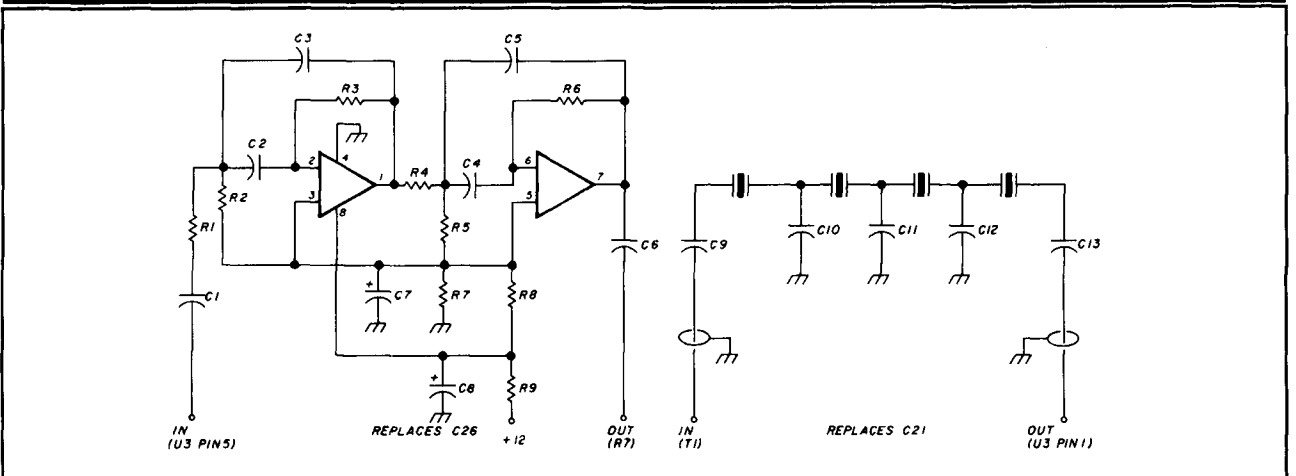 C3
C5
R3
R6
C2
2
4
1
R4
C4
6
7
3
8
5
R2
R1
R5
C6
C9
C10
C11
C12
C13
C1
+
C7
R7
R8
+
C8
R9
IN
(U3 PIN5)
REPLACES C26
+12
OUT
(R7)
IN
(T1)
REPLACES C21
OUT
(U3 PIN1)